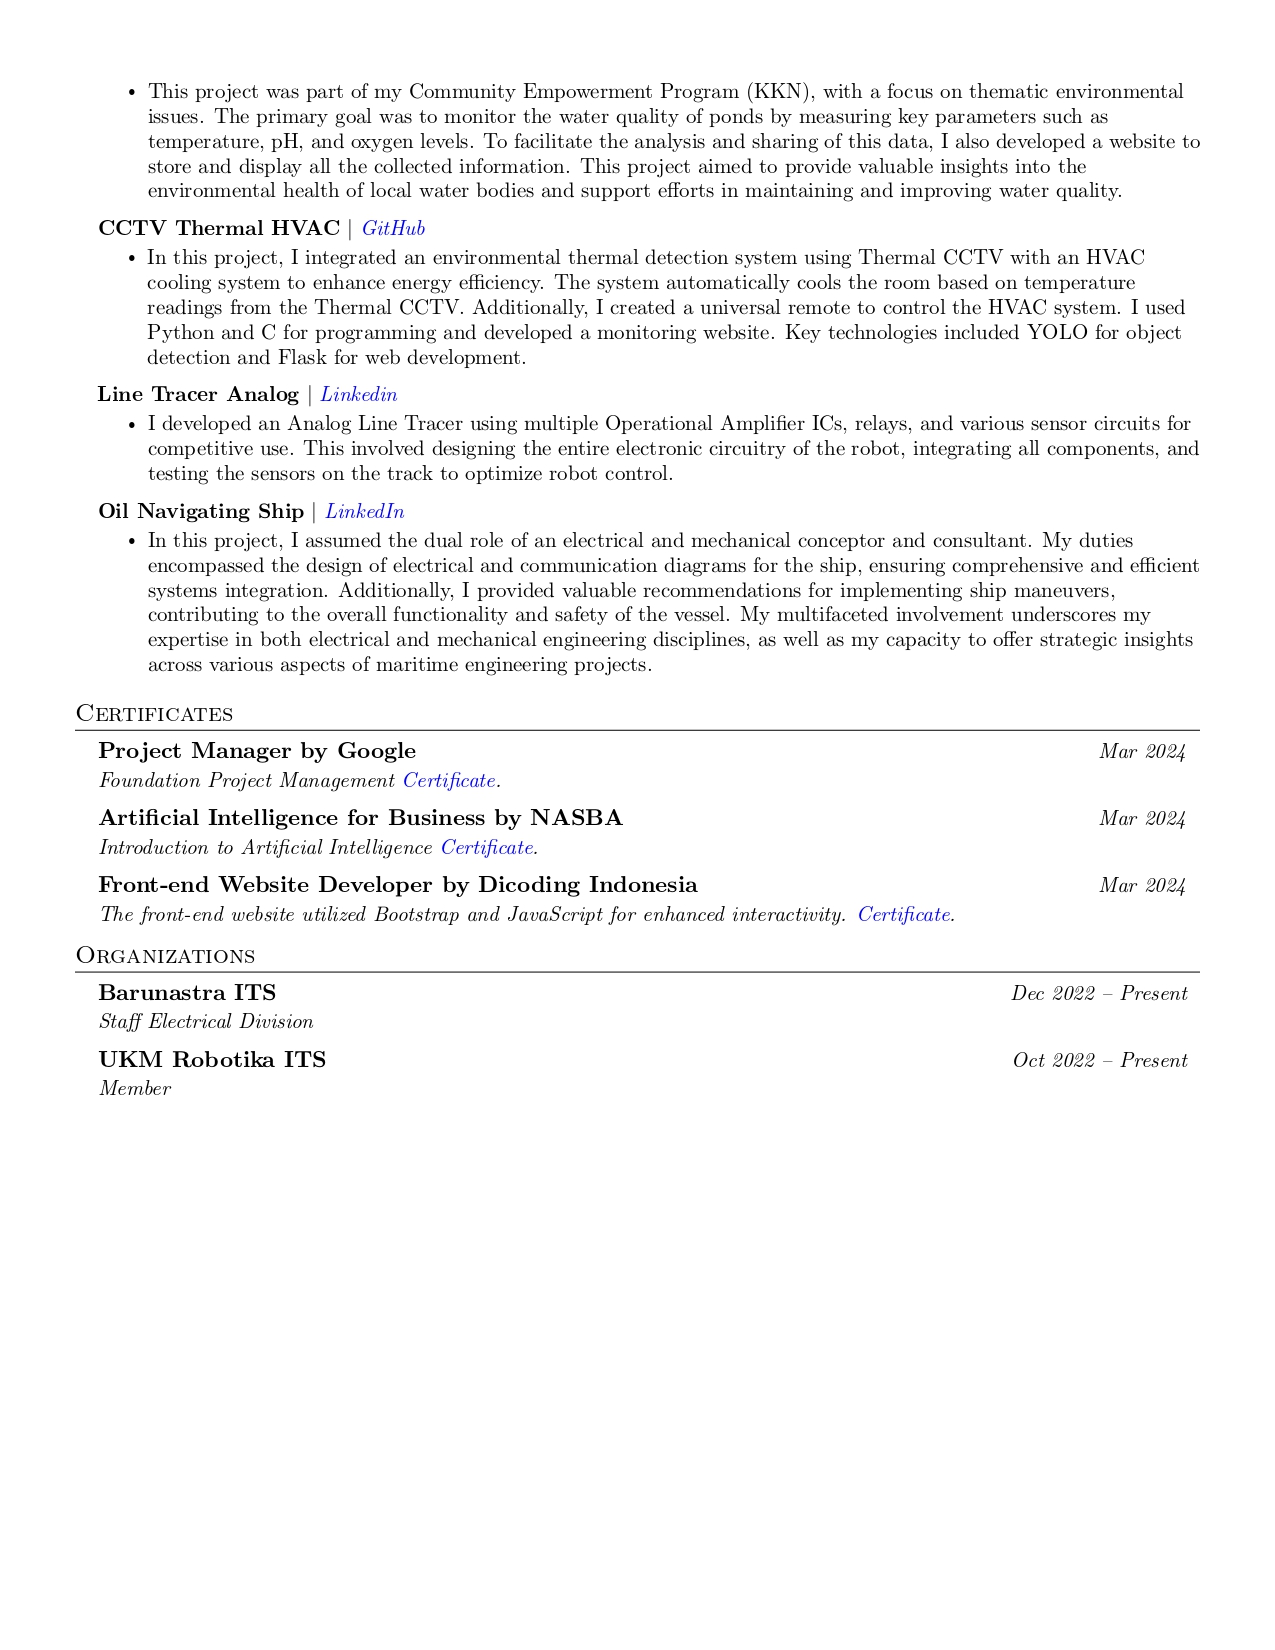 • This project was part of my Community Empowerment Program (KKN), with a focus on thematic environmental
issues. The primary goal was to monitor the water quality of ponds by measuring key parameters such as
temperature, pH, and oxygen levels. To facilitate the analysis and sharing of this data, I also developed a website to
store and display all the collected information. This project aimed to provide valuable insights into the
environmental health of local water bodies and support efforts in maintaining and improving water quality.
CCTV Thermal HVAC | GitHub
• In this project, I integrated an environmental thermal detection system using Thermal CCTV with an HVAC
cooling system to enhance energy efficiency. The system automatically cools the room based on temperature
readings from the Thermal CCTV. Additionally, I created a universal remote to control the HVAC system. I used
Python and C for programming and developed a monitoring website. Key technologies included YOLO for object
detection and Flask for web development.
Line Tracer Analog | Linkedin
• I developed an Analog Line Tracer using multiple Operational Amplifier ICs, relays, and various sensor circuits for
competitive use. This involved designing the entire electronic circuitry of the robot, integrating all components, and
testing the sensors on the track to optimize robot control.
Oil Navigating Ship | LinkedIn
• In this project, I assumed the dual role of an electrical and mechanical conceptor and consultant. My duties
encompassed the design of electrical and communication diagrams for the ship, ensuring comprehensive and efficient
systems integration. Additionally, I provided valuable recommendations for implementing ship maneuvers,
contributing to the overall functionality and safety of the vessel. My multifaceted involvement underscores my
expertise in both electrical and mechanical engineering disciplines, as well as my capacity to offer strategic insights
across various aspects of maritime engineering projects.
Certificates
Project Manager by Google Mar 2024
Foundation Project Management Certificate.
Artificial Intelligence for Business by NASBA Mar 2024
Introduction to Artificial Intelligence Certificate.
Front-end Website Developer by Dicoding Indonesia Mar 2024
The front-end website utilized Bootstrap and JavaScript for enhanced interactivity. Certificate.
Organizations
Barunastra ITS Dec 2022 – Present
Staff Electrical Division
UKM Robotika ITS Oct 2022 – Present
Member